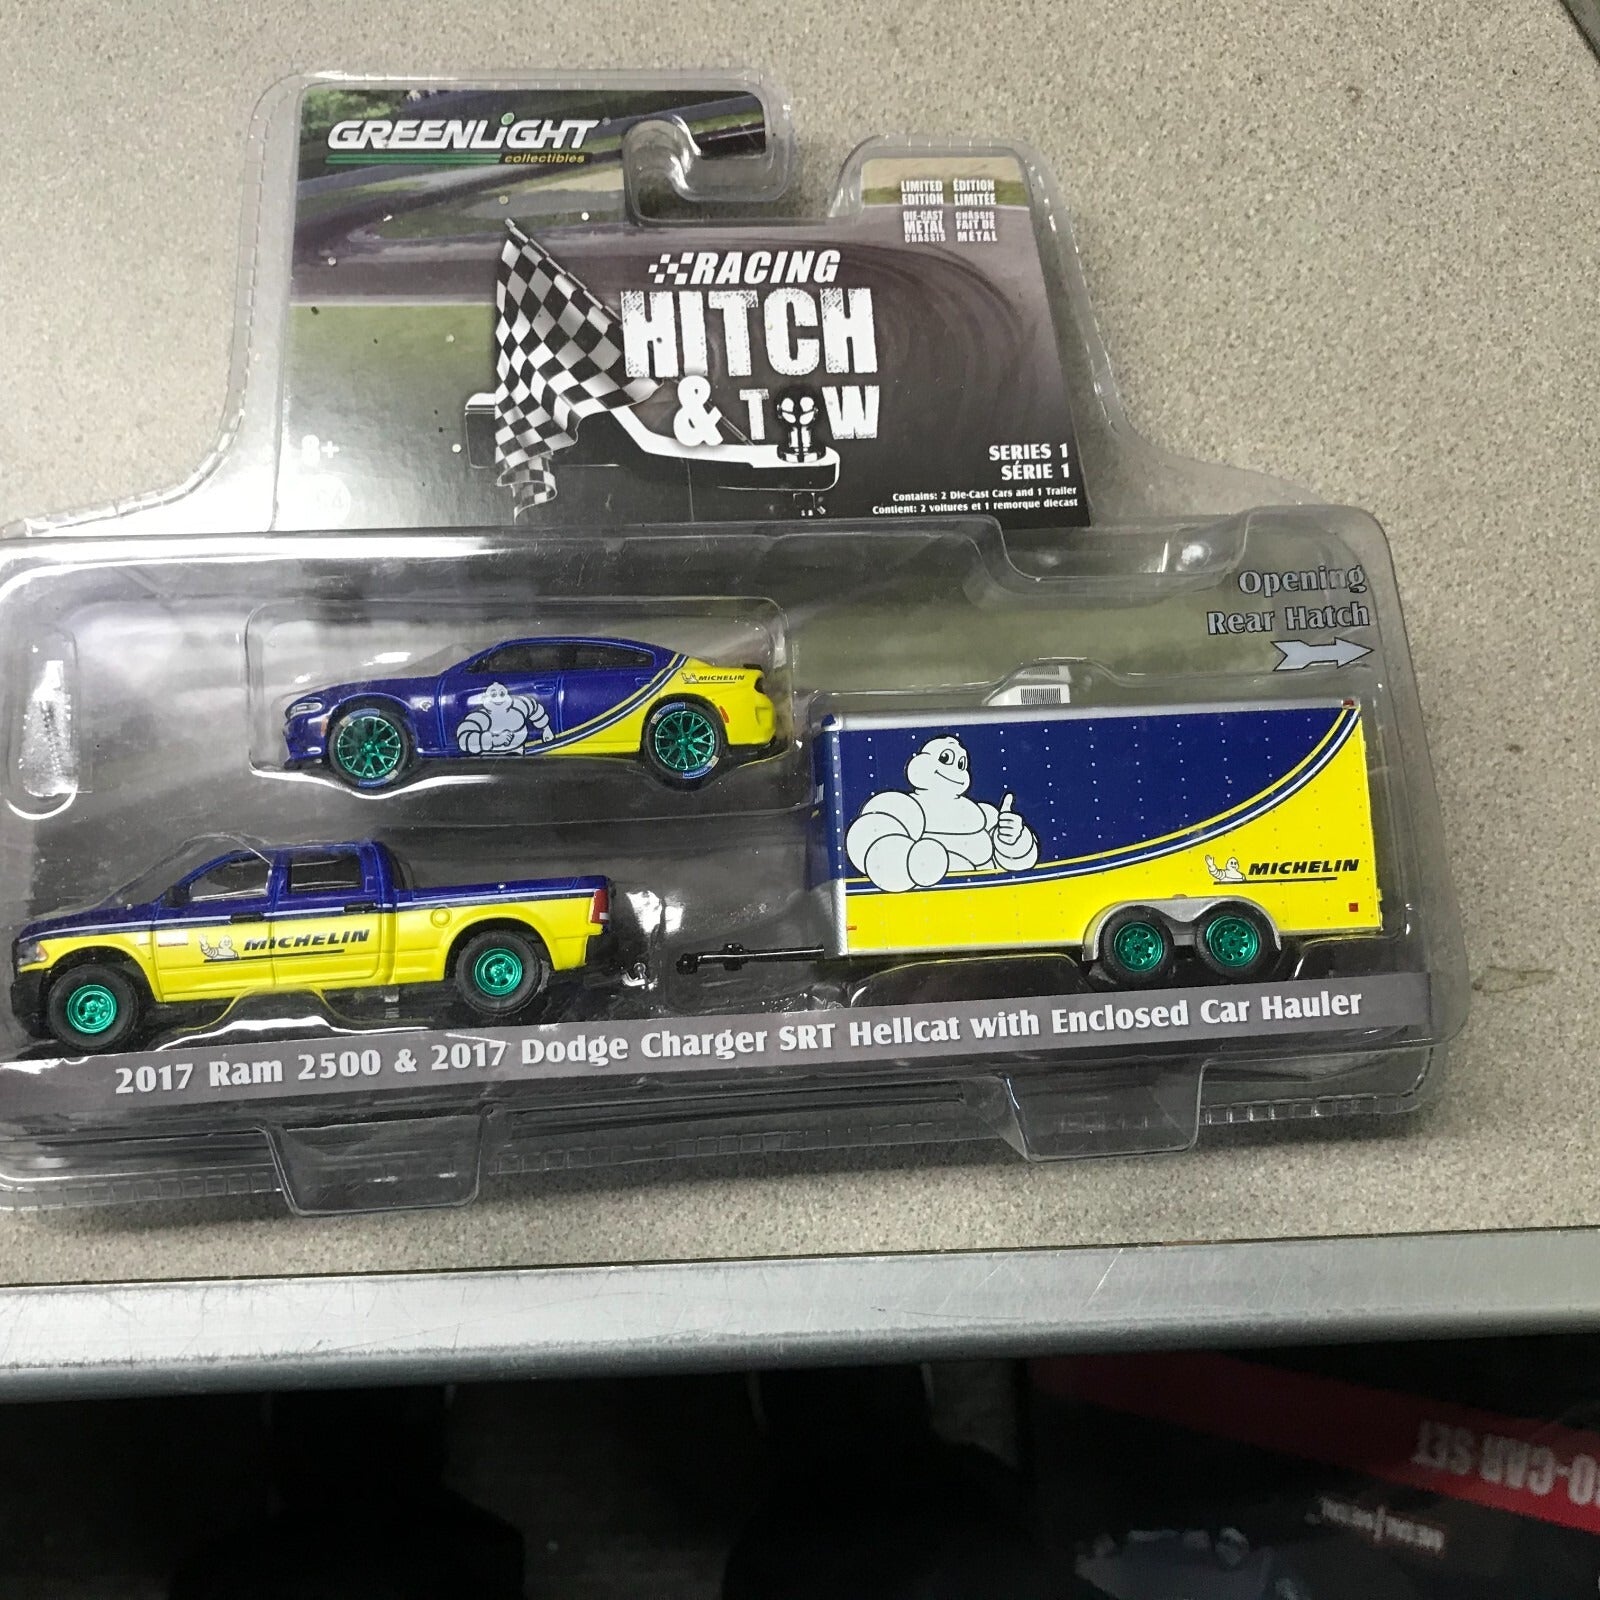 GREENLiGHT
collectibles
LIMITED EDITION
ÉDITION LIMITÉE
DIE-CAST METAL CHASSIS
CHÂSSIS FAIT DE MÉTAL
RACING
HITCH
& TOW
8+
SERIES 1
SÉRIE 1
Contains: 2 Die-Cast Cars and 1 Trailer
Contient: 2 voitures et 1 remorque diecast
Opening
Rear Hatch
MICHELIN
MICHELIN
MICHELIN
2017 Ram 2500 & 2017 Dodge Charger SRT Hellcat with Enclosed Car Hauler
O-CAR SET